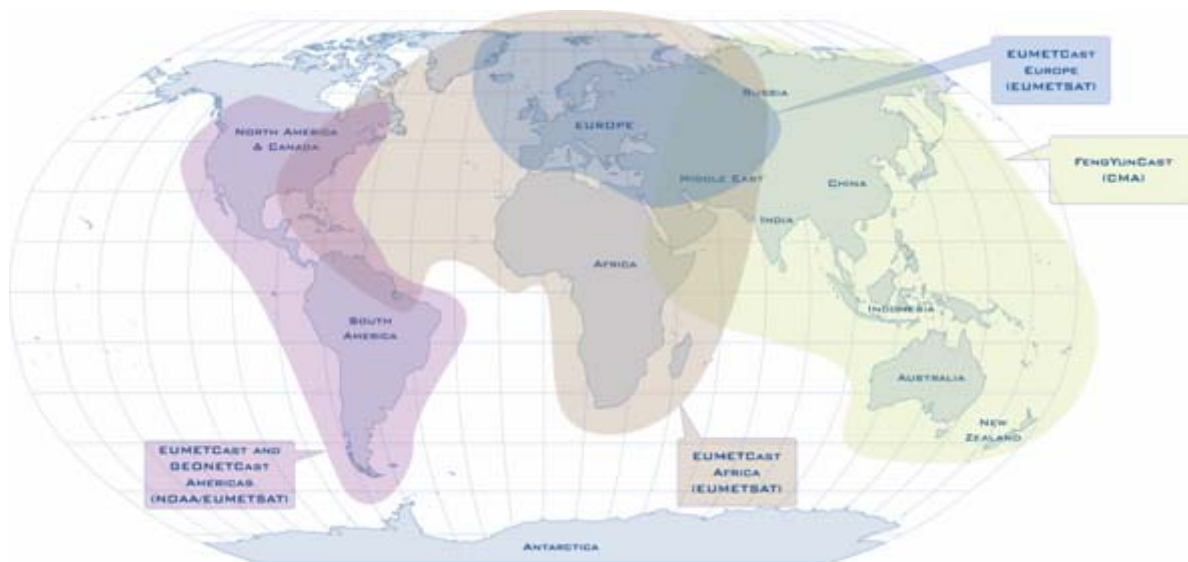 EUMETCast
Europe
(EUMETSAT)
Russia
North America
& Canada
Europe
FengYunCast
(CMA)
Middle East
China
India
Africa
Indonesia
South
America
Australia
New
Zealand
EUMETCast and
GEONETCast
Americas
(NOAA/EUMETSAT)
EUMETCast
Africa
(EUMETSAT)
Antarctica